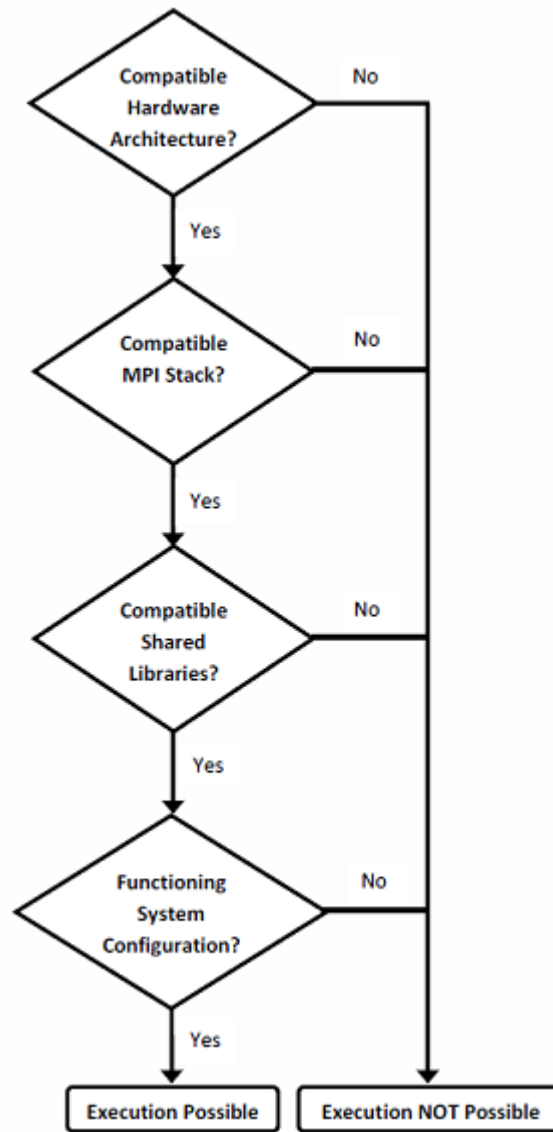 Compatible
Hardware
Architecture?
No
Yes
Compatible
MPI Stack?
No
Yes
Compatible
Shared
Libraries?
No
Yes
Functioning
System
Configuration?
No
Yes
Execution Possible
Execution NOT Possible